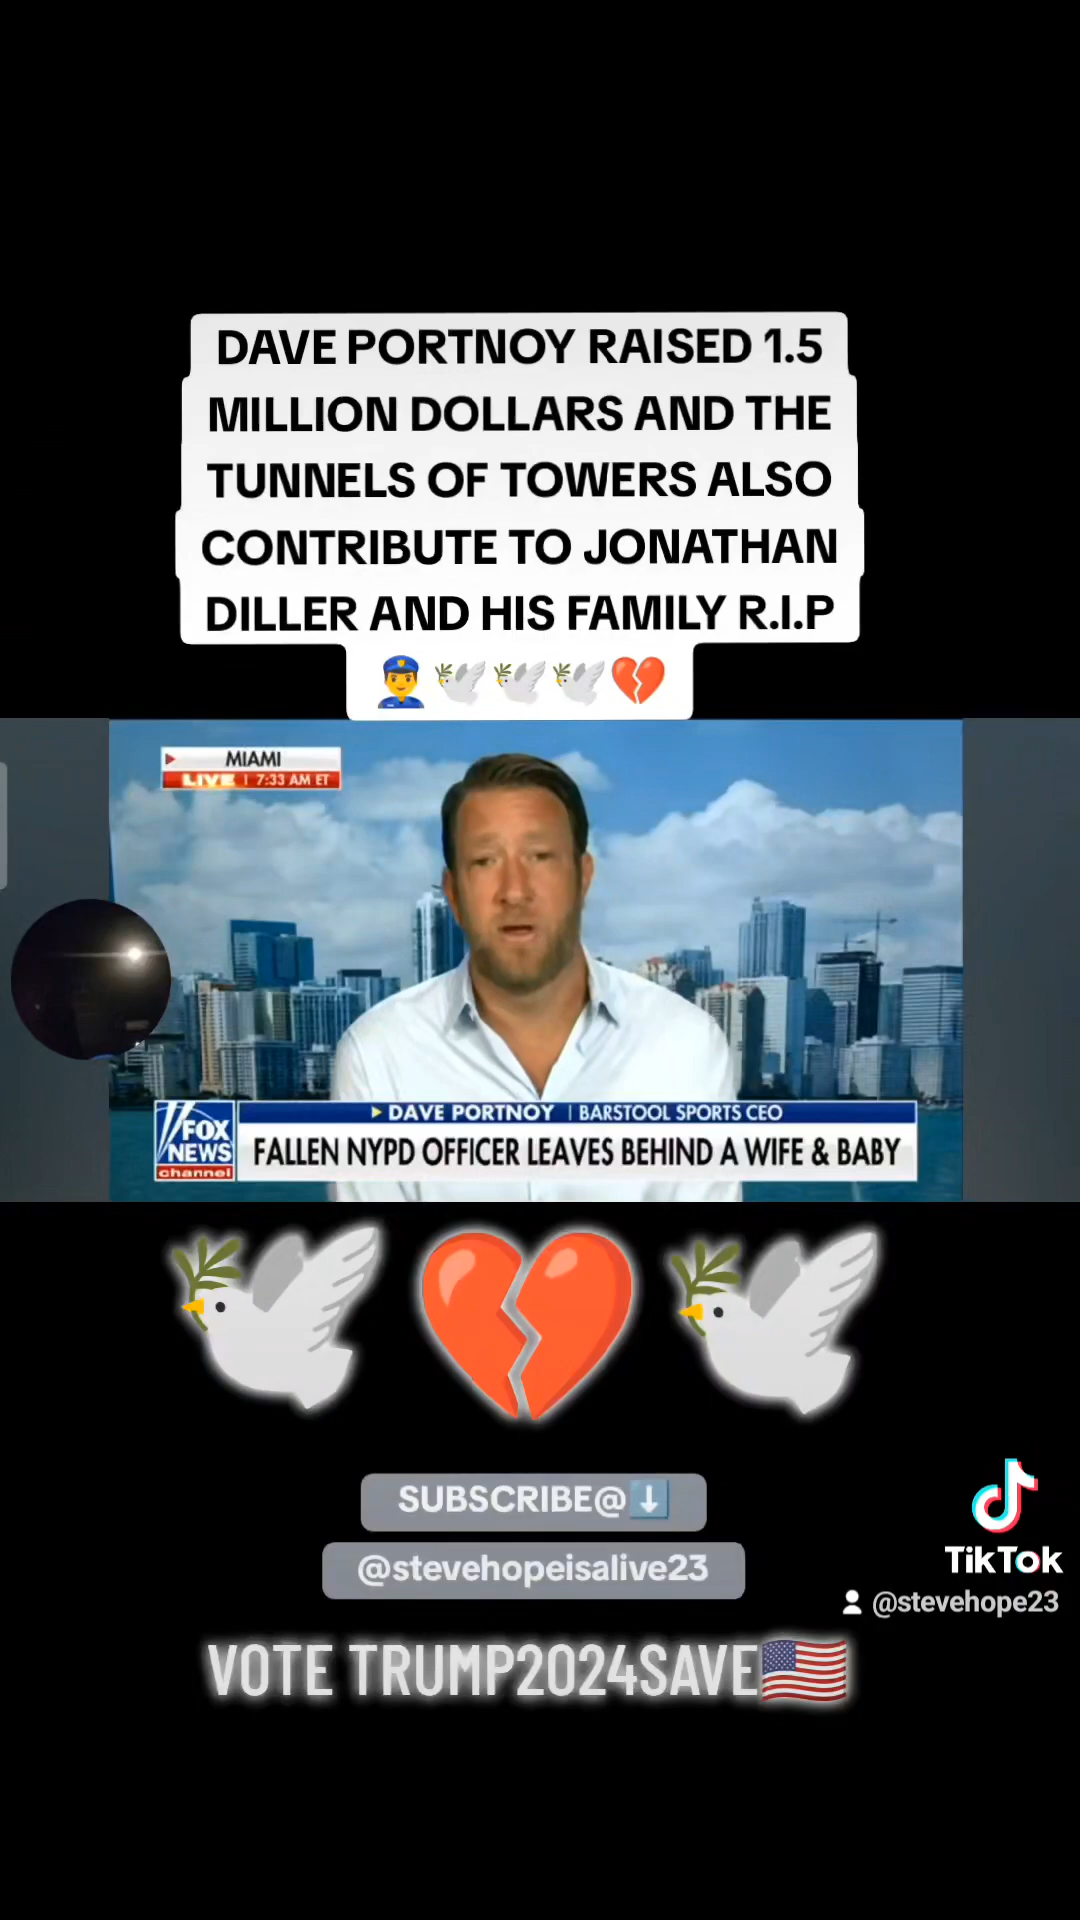 DAVE PORTNOY RAISED 1.5
MILLION DOLLARS AND THE
TUNNELS OF TOWERS ALSO
CONTRIBUTE TO JONATHAN
DILLER AND HIS FAMILY R.I.P
MIAMI
LIVE | 7:33 AM ET
DAVE PORTNOY | BARSTOOL SPORTS CEO
FOX
NEWS
channel
FALLEN NYPD OFFICER LEAVES BEHIND A WIFE & BABY
SUBSCRIBE@
@stevehopeisalive23
TikTok
@stevehope23
VOTE TRUMP2024SAVE